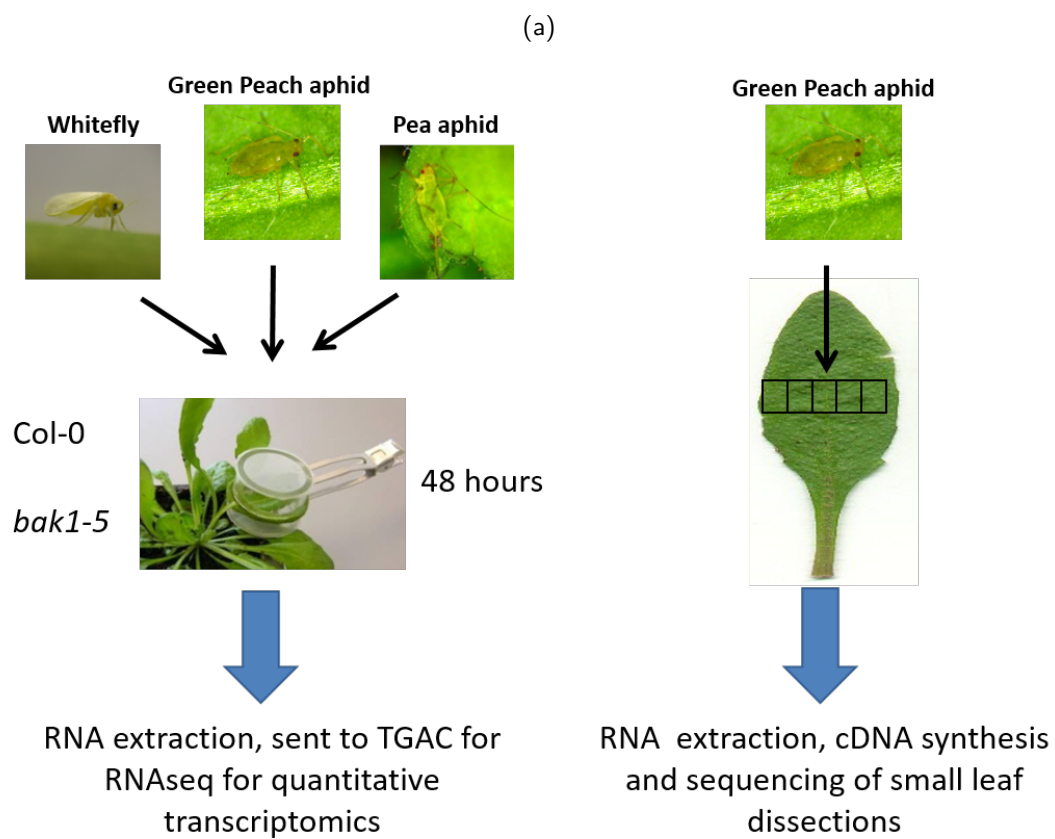 (a)
Green Peach aphid
Whitefly
Pea aphid
Col-0
bak1-5
48 hours
RNA extraction, sent to TGAC for
RNAseq for quantitative
transcriptomics
Green Peach aphid
RNA  extraction, cDNA synthesis
and sequencing of small leaf
dissections